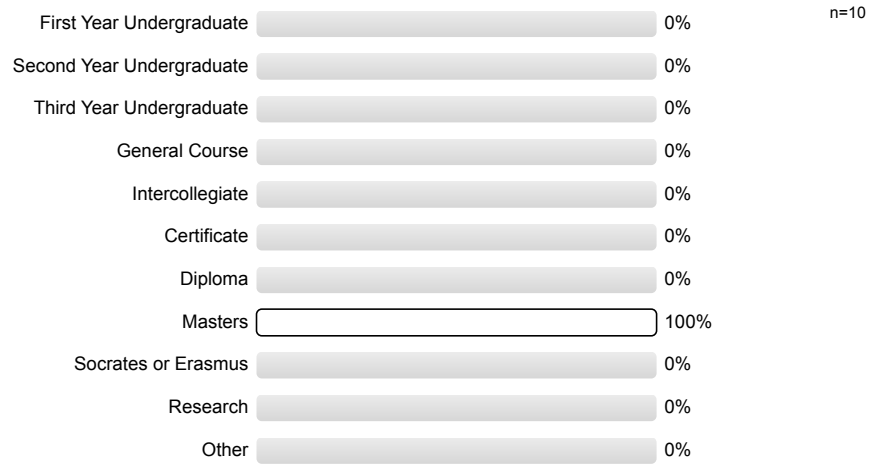 n=10
First Year Undergraduate 0%
Second Year Undergraduate 0%
Third Year Undergraduate 0%
General Course 0%
Intercollegiate 0%
Certificate 0%
Diploma 0%
Masters 100%
Socrates or Erasmus 0%
Research 0%
Other 0%